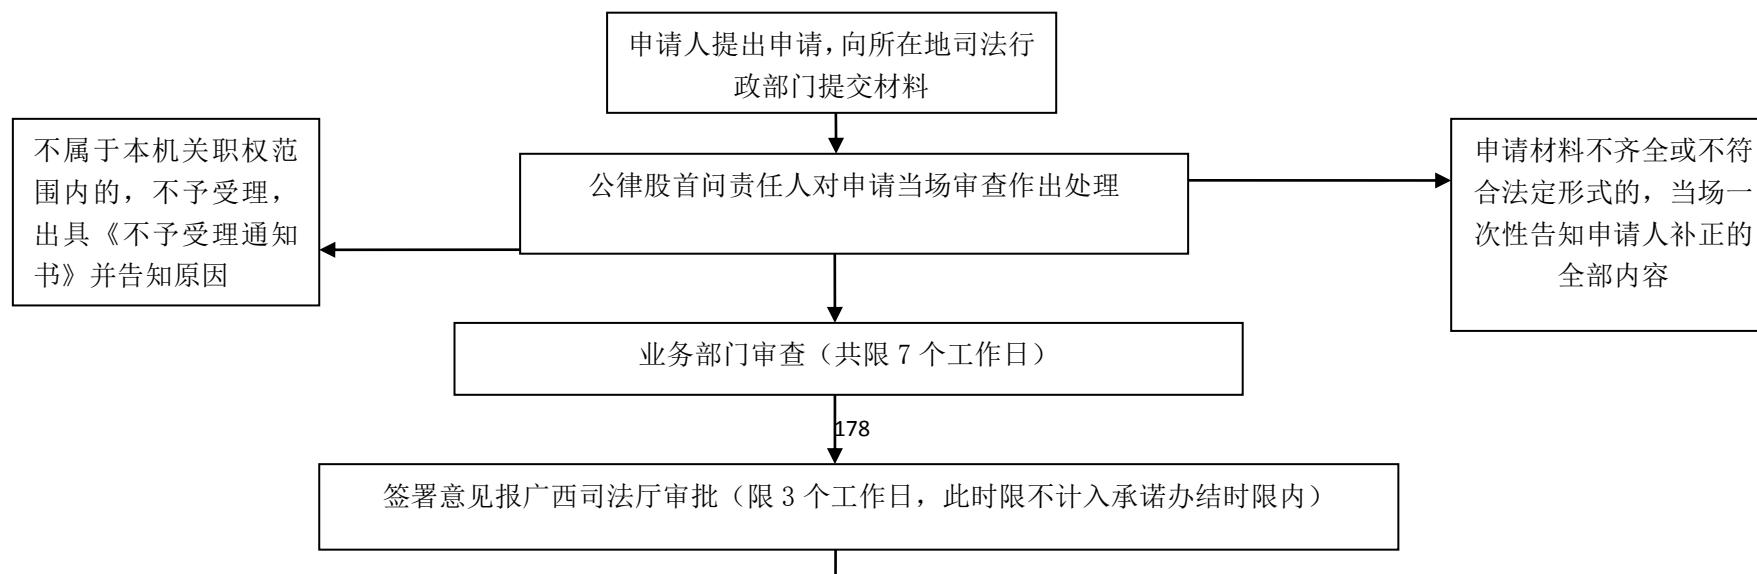 申请人提出申请，向所在地司法行
政部门提交材料
不属于本机关职权范
围内的，不予受理，
出具《不予受理通知
书》并告知原因
公律股首问责任人对申请当场审查作出处理
申请材料不齐全或不符
合法定形式的，当场一
次性告知申请人补正的
全部内容
业务部门审查（共限 7 个工作日）
178
签署意见报广西司法厅审批（限 3 个工作日，此时限不计入承诺办结时限内）